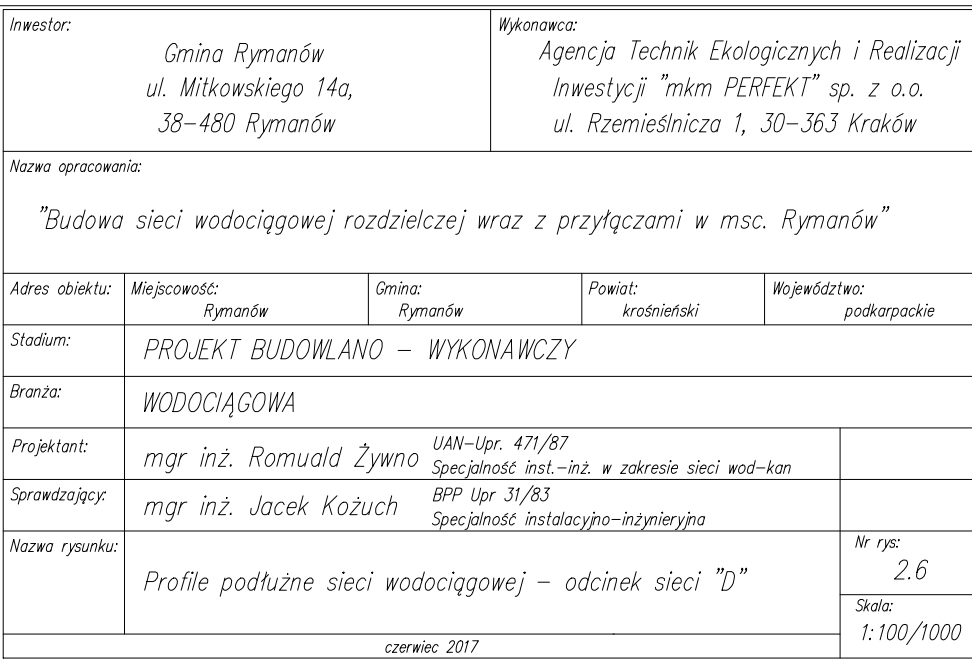 Inwestor:
Gmina Rymanów
ul. Mitkowskiego 14a,
38-480 Rymanów
Wykonawca:
Agencja Technik Ekologicznych i Realizacji
Inwestycji "mkm PERFEKT" sp. z o.o.
ul. Rzemieślnicza 1, 30-363 Kraków
Nazwa opracowania:
"Budowa sieci wodociągowej rozdzielczej wraz z przyłączami w msc. Rymanów"
Adres obiektu:
Miejscowość:
Rymanów
Gmina:
Rymanów
Powiat:
krośnieński
Województwo:
podkarpackie
Stadium:
PROJEKT BUDOWLANO - WYKONAWCZY
Branża:
WODOCIĄGOWA
Projektant:
mgr inż. Romuald Żywno
UAN-Upr. 471/87
Specjalność inst.-inż. w zakresie sieci wod-kan
Sprawdzający:
mgr inż. Jacek Kożuch
BPP Upr 31/83
Specjalność instalacyjno-inżynieryjna
Nazwa rysunku:
Profile podłużne sieci wodociągowej - odcinek sieci "D"
Nr rys:
2.6
Skala:
1:100/1000
czerwiec 2017